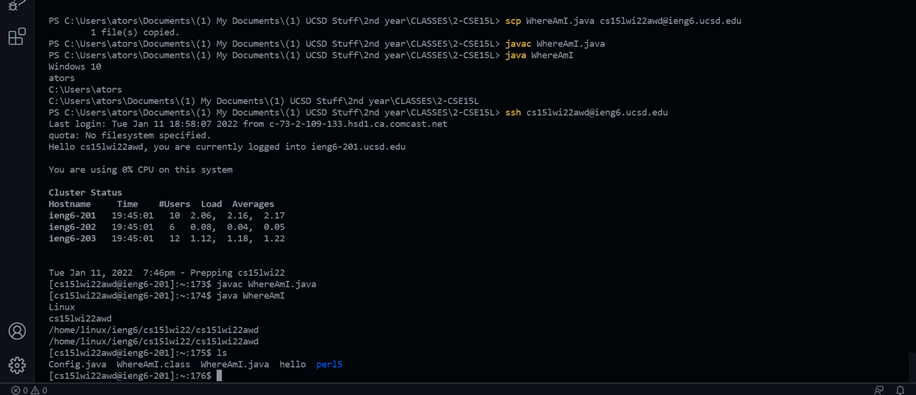 PS C:\Users\ators\Documents\(1) My Documents\(1) UCSD Stuff\2nd year\CLASSES\2-CSE15L> scp WhereAmI.java cs15lwi22awd@ieng6.ucsd.edu
1 file(s) copied.
PS C:\Users\ators\Documents\(1) My Documents\(1) UCSD Stuff\2nd year\CLASSES\2-CSE15L> javac WhereAmI.java
PS C:\Users\ators\Documents\(1) My Documents\(1) UCSD Stuff\2nd year\CLASSES\2-CSE15L> java WhereAmI
Windows 10
ators
C:\Users\ators
C:\Users\ators\Documents\(1) My Documents\(1) UCSD Stuff\2nd year\CLASSES\2-CSE15L
PS C:\Users\ators\Documents\(1) My Documents\(1) UCSD Stuff\2nd year\CLASSES\2-CSE15L> ssh cs15lwi22awd@ieng6.ucsd.edu
Last login: Tue Jan 11 18:58:07 2022 from c-73-2-109-133.hsd1.ca.comcast.net
quota: No filesystem specified.
Hello cs15lwi22awd, you are currently logged into ieng6-201.ucsd.edu
You are using 0% CPU on this system
Cluster Status
Hostname Time #Users Load Averages
ieng6-201 19:45:01 10 2.06, 2.16, 2.17
ieng6-202 19:45:01 6 0.08, 0.04, 0.05
ieng6-203 19:45:01 12 1.12, 1.18, 1.22
Tue Jan 11, 2022 7:46pm - Prepping cs15lwi22
[cs15lwi22awd@ieng6-201]:~:173$ javac WhereAmI.java
[cs15lwi22awd@ieng6-201]:~:174$ java WhereAmI
Linux
cs15lwi22awd
/home/linux/ieng6/cs15lwi22/cs15lwi22awd
/home/linux/ieng6/cs15lwi22/cs15lwi22awd
[cs15lwi22awd@ieng6-201]:~:175$ ls
Config.java WhereAmI.class WhereAmI.java hello perl5
[cs15lwi22awd@ieng6-201]:~:176$
0 0